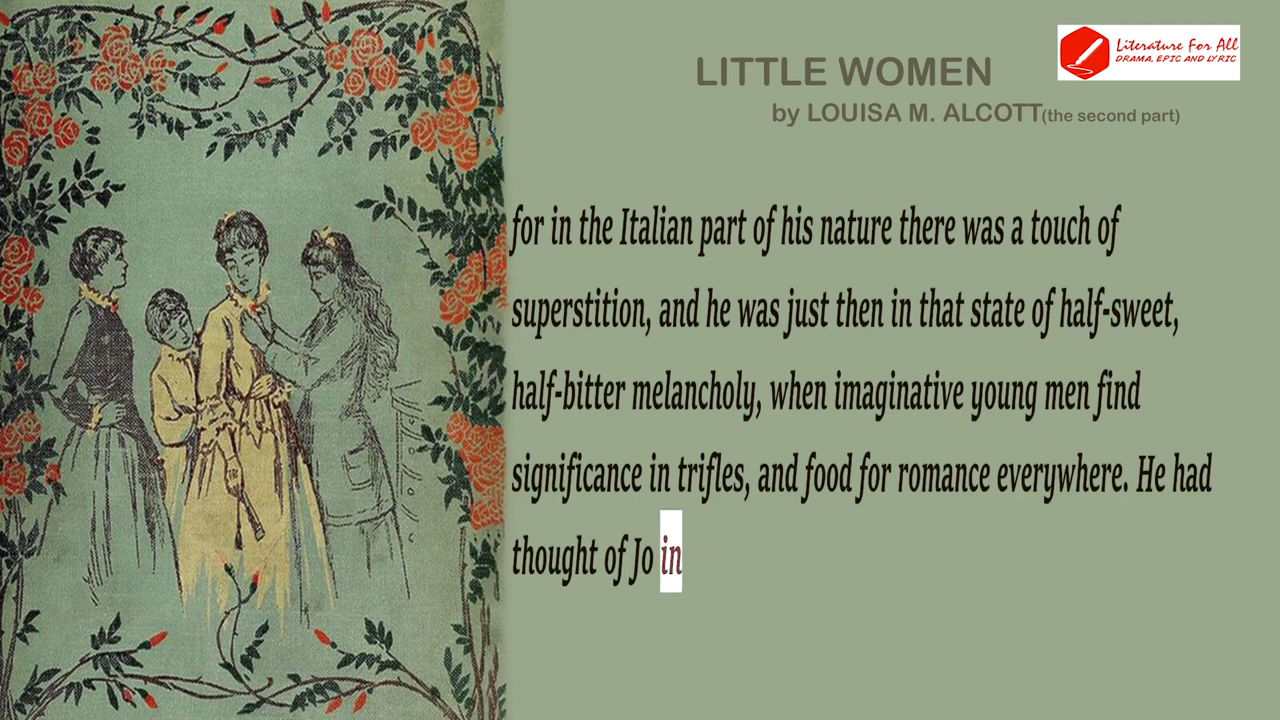 LITTLE WOMEN
by LOUISA M. ALCOTT(the second part)
Literature For All
DRAMA, EPIC AND LYRIC
for in the Italian part of his nature there was a touch of
superstition, and he was just then in that state of half-sweet,
half-bitter melancholy, when imaginative young men find
significance in trifles, and food for romance everywhere. He had
thought of Jo in